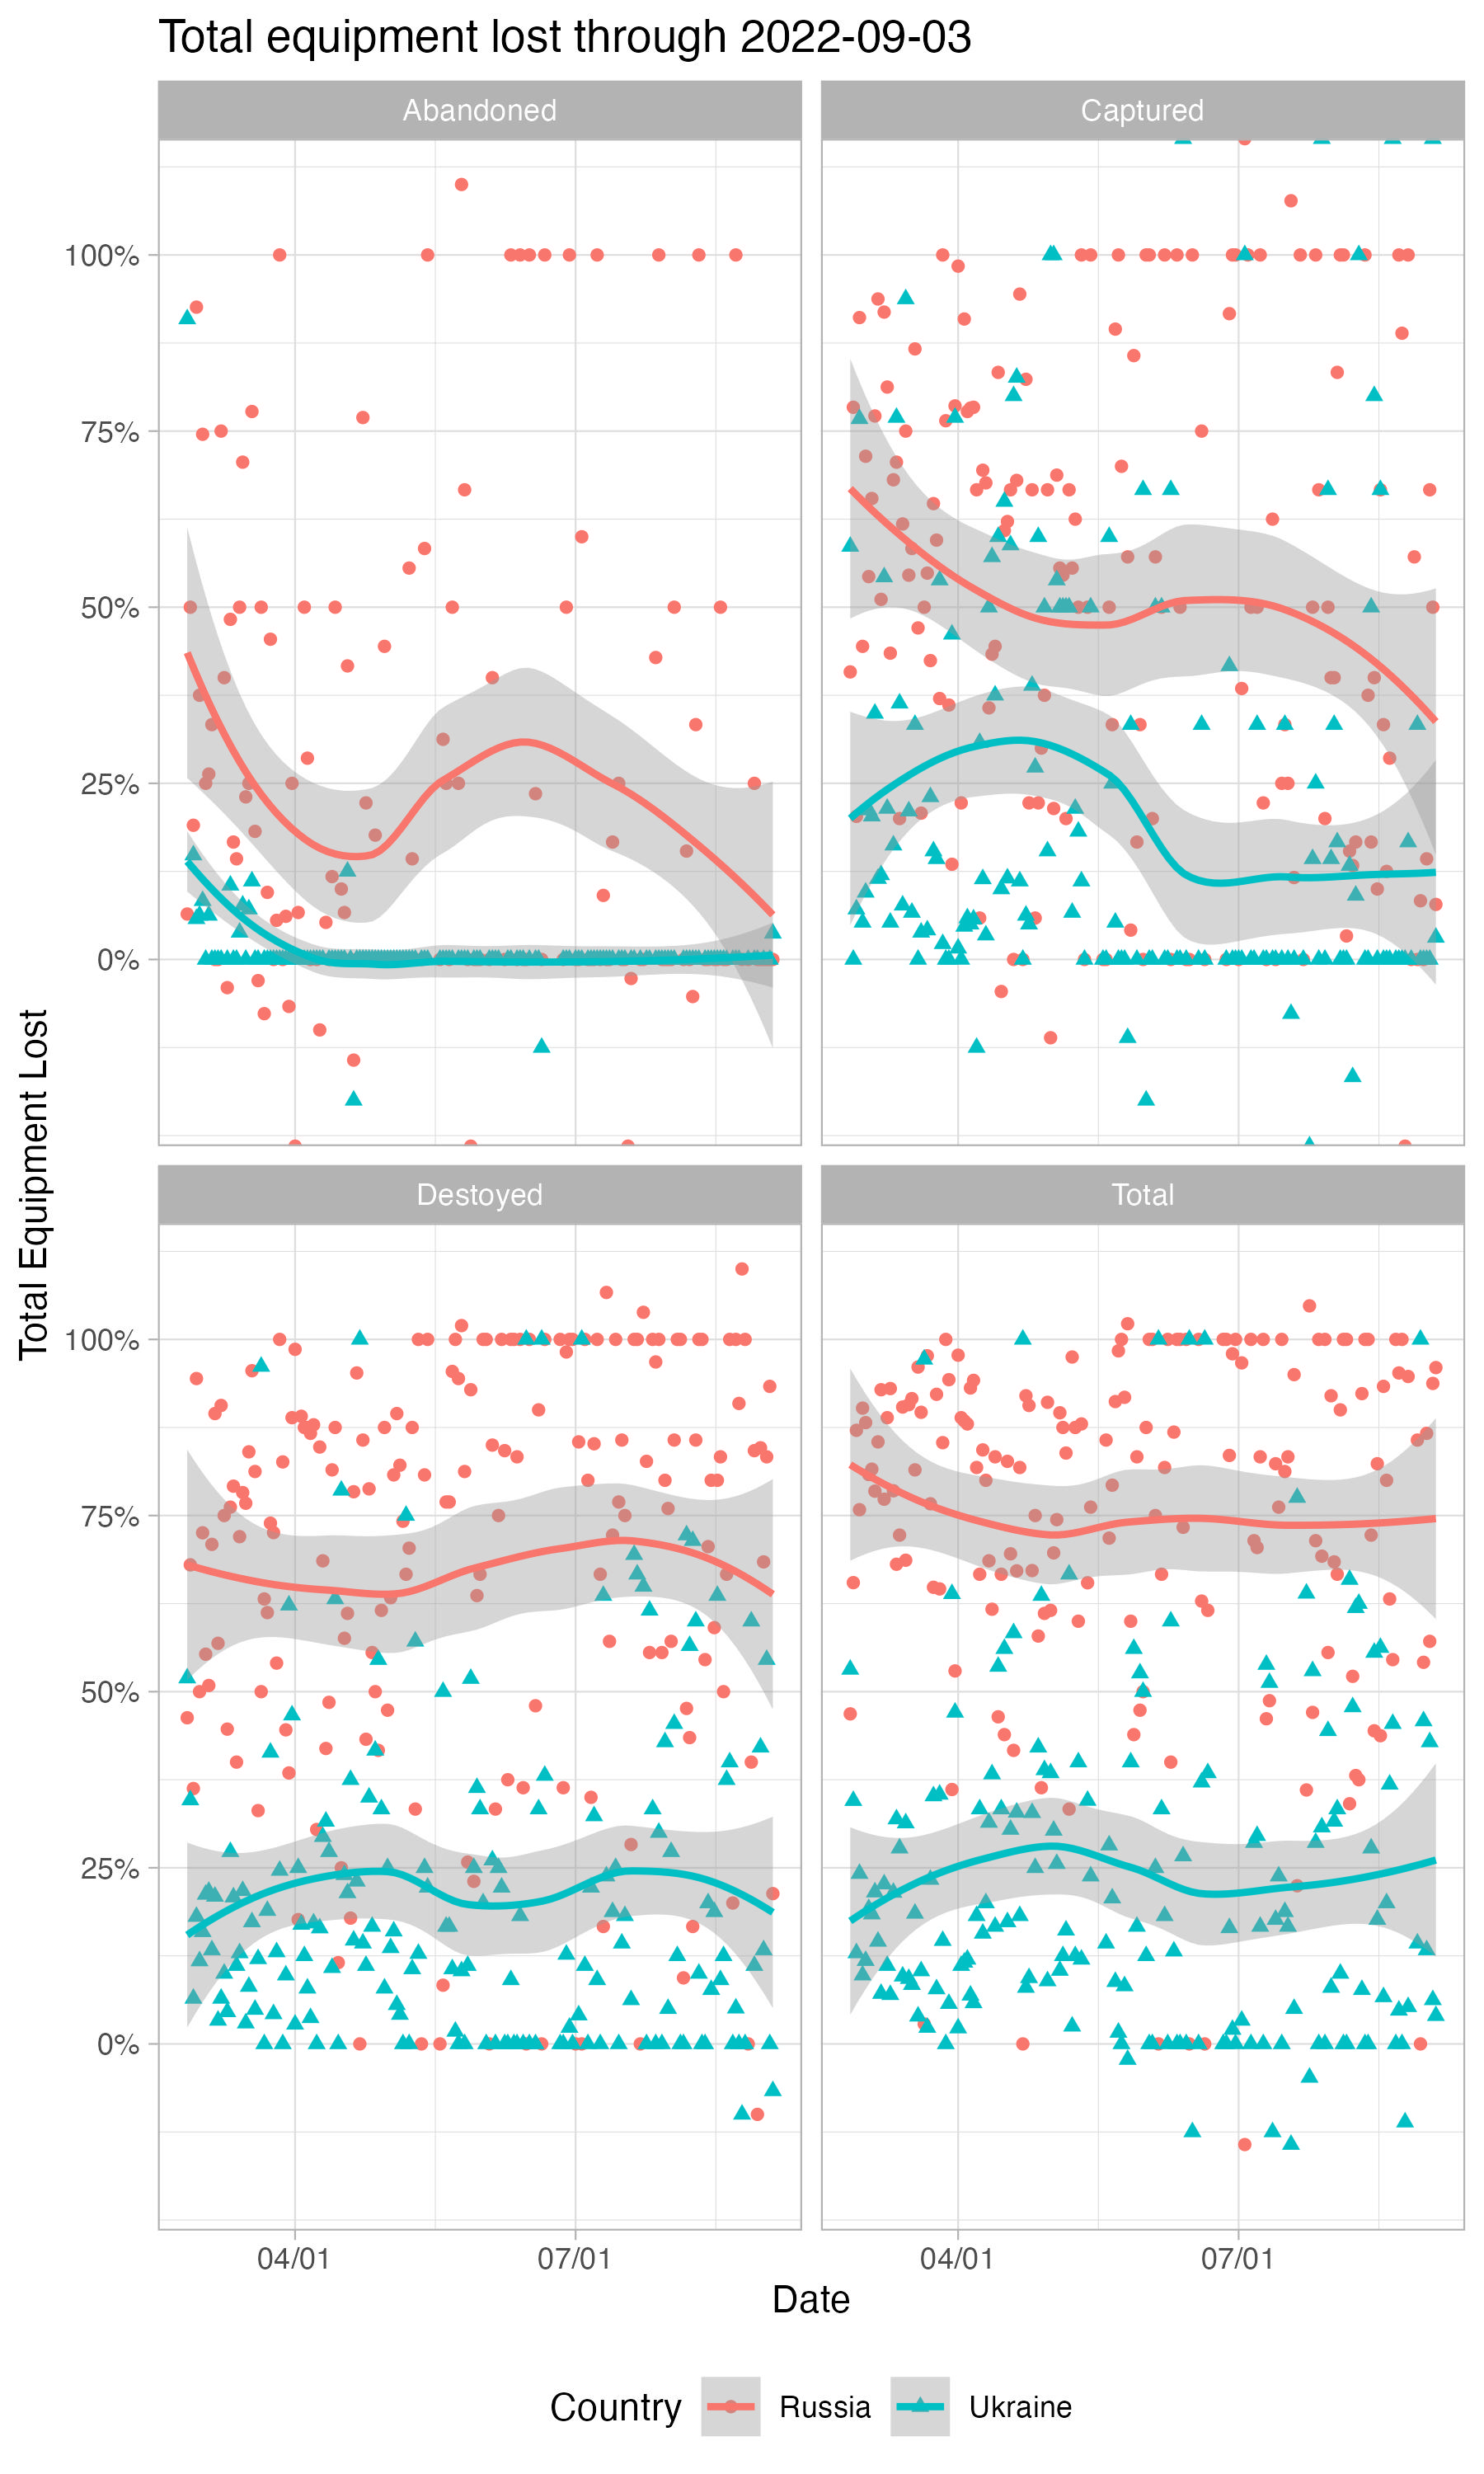 Total equipment lost through 2022-09-03
Abandoned
Captured
100%
75%
50%
25%
0%
Total Equipment Lost
Destoyed
Total
100%
75%
50%
25%
0%
04/01
07/01
04/01
07/01
Date
Country
Russia
Ukraine